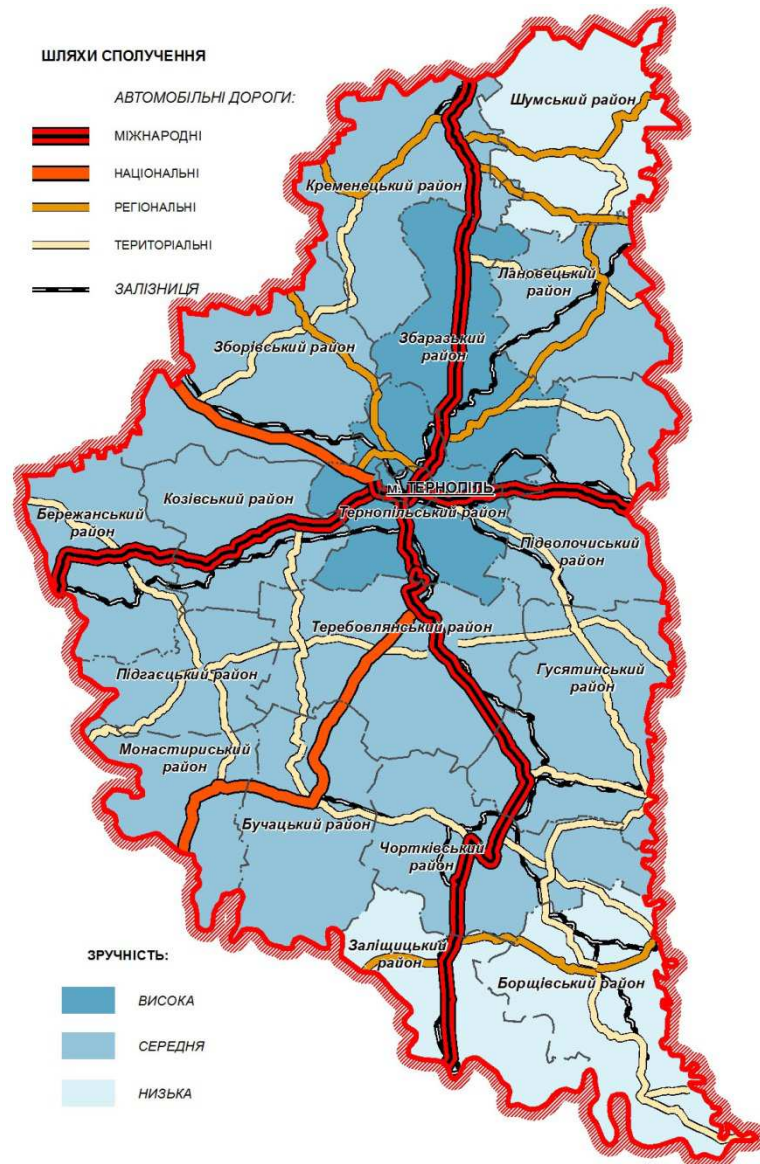 ШЛЯХИ СПОЛУЧЕННЯ
АВТОМОБІЛЬНІ ДОРОГИ:
МІЖНАРОДНІ
НАЦІОНАЛЬНІ
РЕГІОНАЛЬНІ
ТЕРИТОРІАЛЬНІ
ЗАЛІЗНИЦЯ
Шумський район
Кременецький район
Лановецький
район
Збаразький
район
Зборівський район
м. ТЕРНОПІЛЬ
Козівський район
Бережанський
район
Тернопільський район
Підволочиський
район
Теребовлянський район
Гусятинський
район
Підгаєцький район
Монастириський
район
Бучацький район
Чортківський
район
Заліщицький
район
Борщівський район
ЗРУЧНІСТЬ:
ВИСОКА
СЕРЕДНЯ
НИЗЬКА